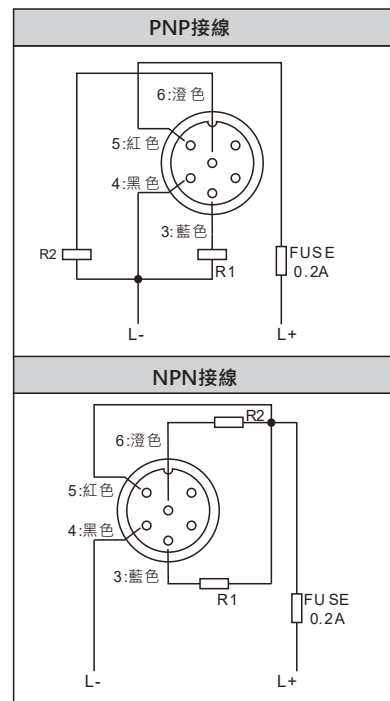 PNP接線
6:澄色
5:紅色
4:黑色
3:藍色
R2
R1
FUSE
0.2A
L-
L+
NPN接線
R2
6:澄色
5:紅色
4:黑色
3:藍色
R1
FUSE
0.2A
L-
L+